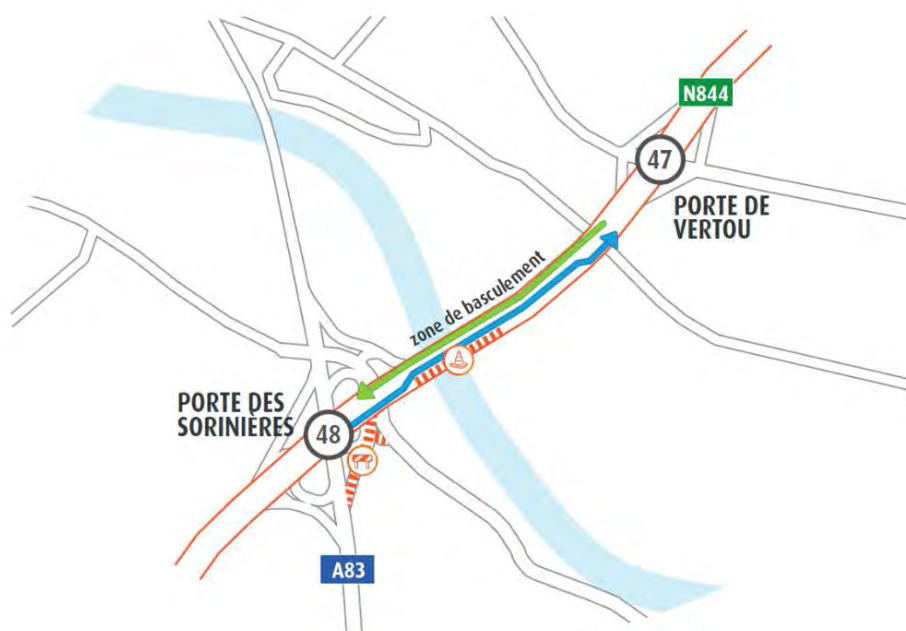 N844
47
PORTE DE
VERTOU
zone de basculement
PORTE DES
SORINIÈRES
48
A83